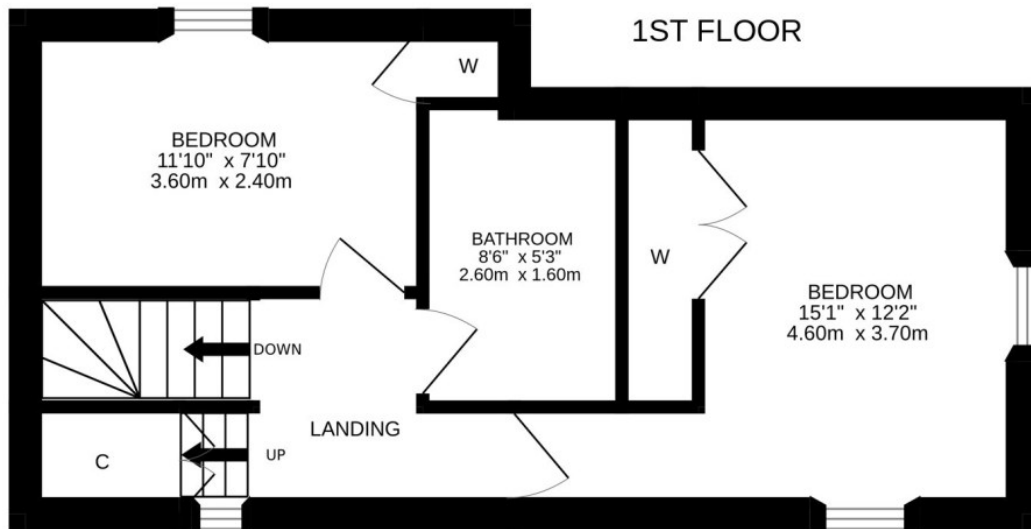 1ST FLOOR
W
BEDROOM
11'10" x 7'10"
3.60m x 2.40m
BATHROOM
8'6" x 5'3"
2.60m x 1.60m
W
BEDROOM
15'1" x 12'2"
4.60m x 3.70m
DOWN
LANDING
UP
C